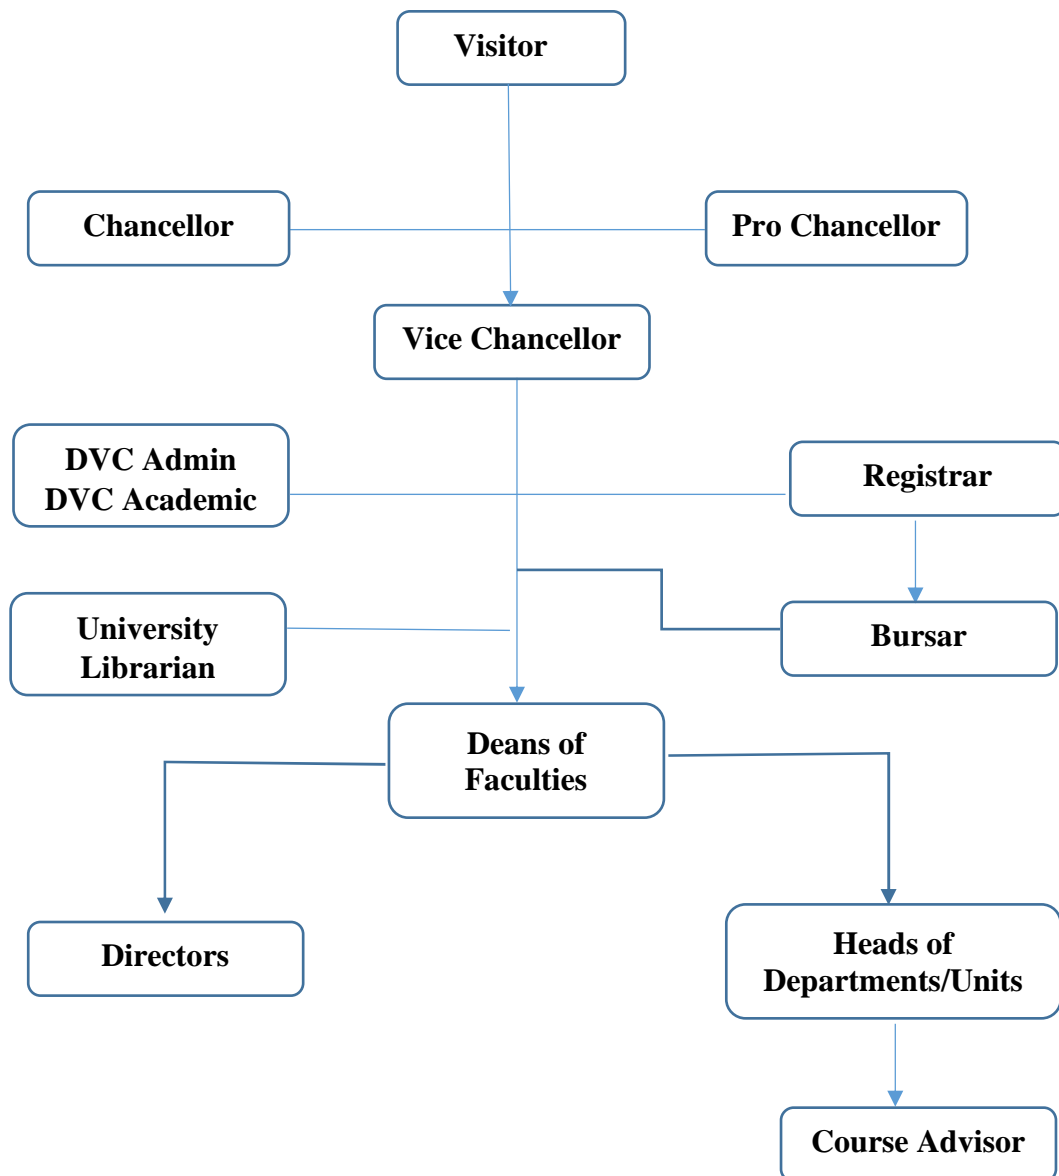 Visitor
Chancellor
Pro Chancellor
Vice Chancellor
DVC Admin
DVC Academic
Registrar
University
Librarian
Bursar
Deans of
Faculties
Directors
Heads of
Departments/Units
Course Advisor